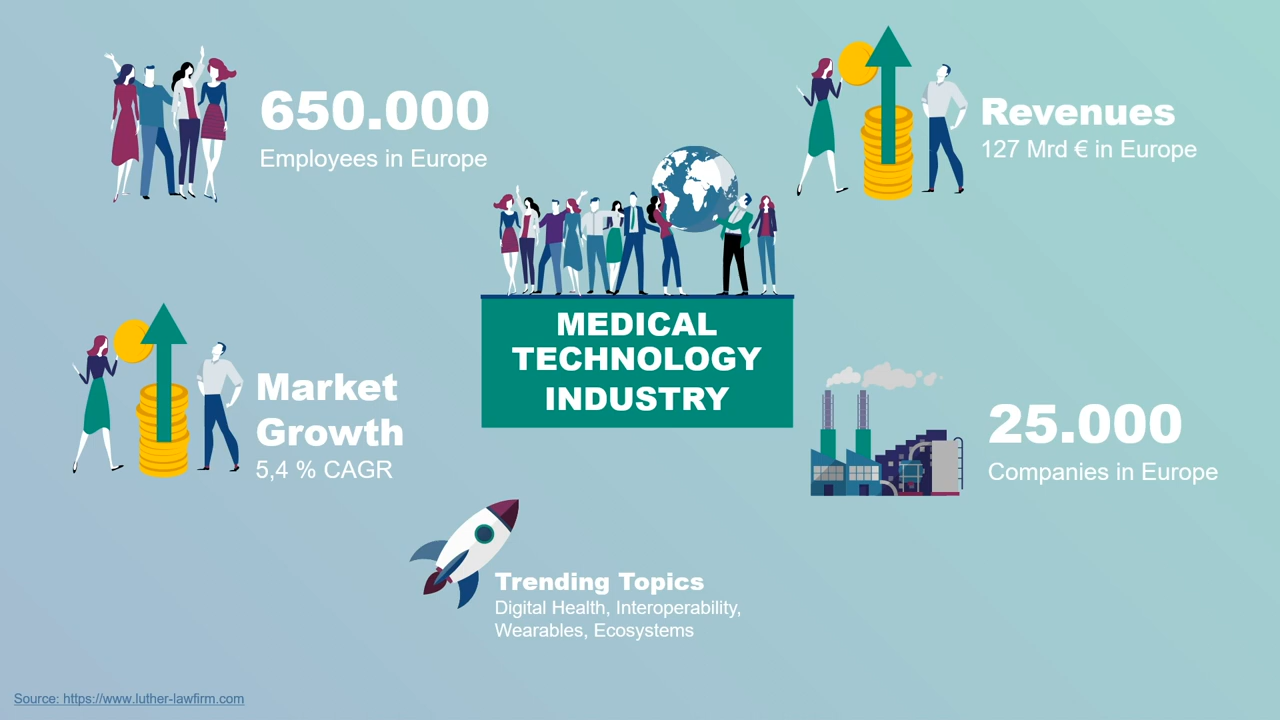 650.000
Employees in Europe
Revenues
127 Mrd € in Europe
MEDICAL
TECHNOLOGY
INDUSTRY
Market
Growth
5,4 % CAGR
25.000
Companies in Europe
Trending Topics
Digital Health, Interoperability,
Wearables, Ecosystems
Source: https://www.luther-lawfirm.com